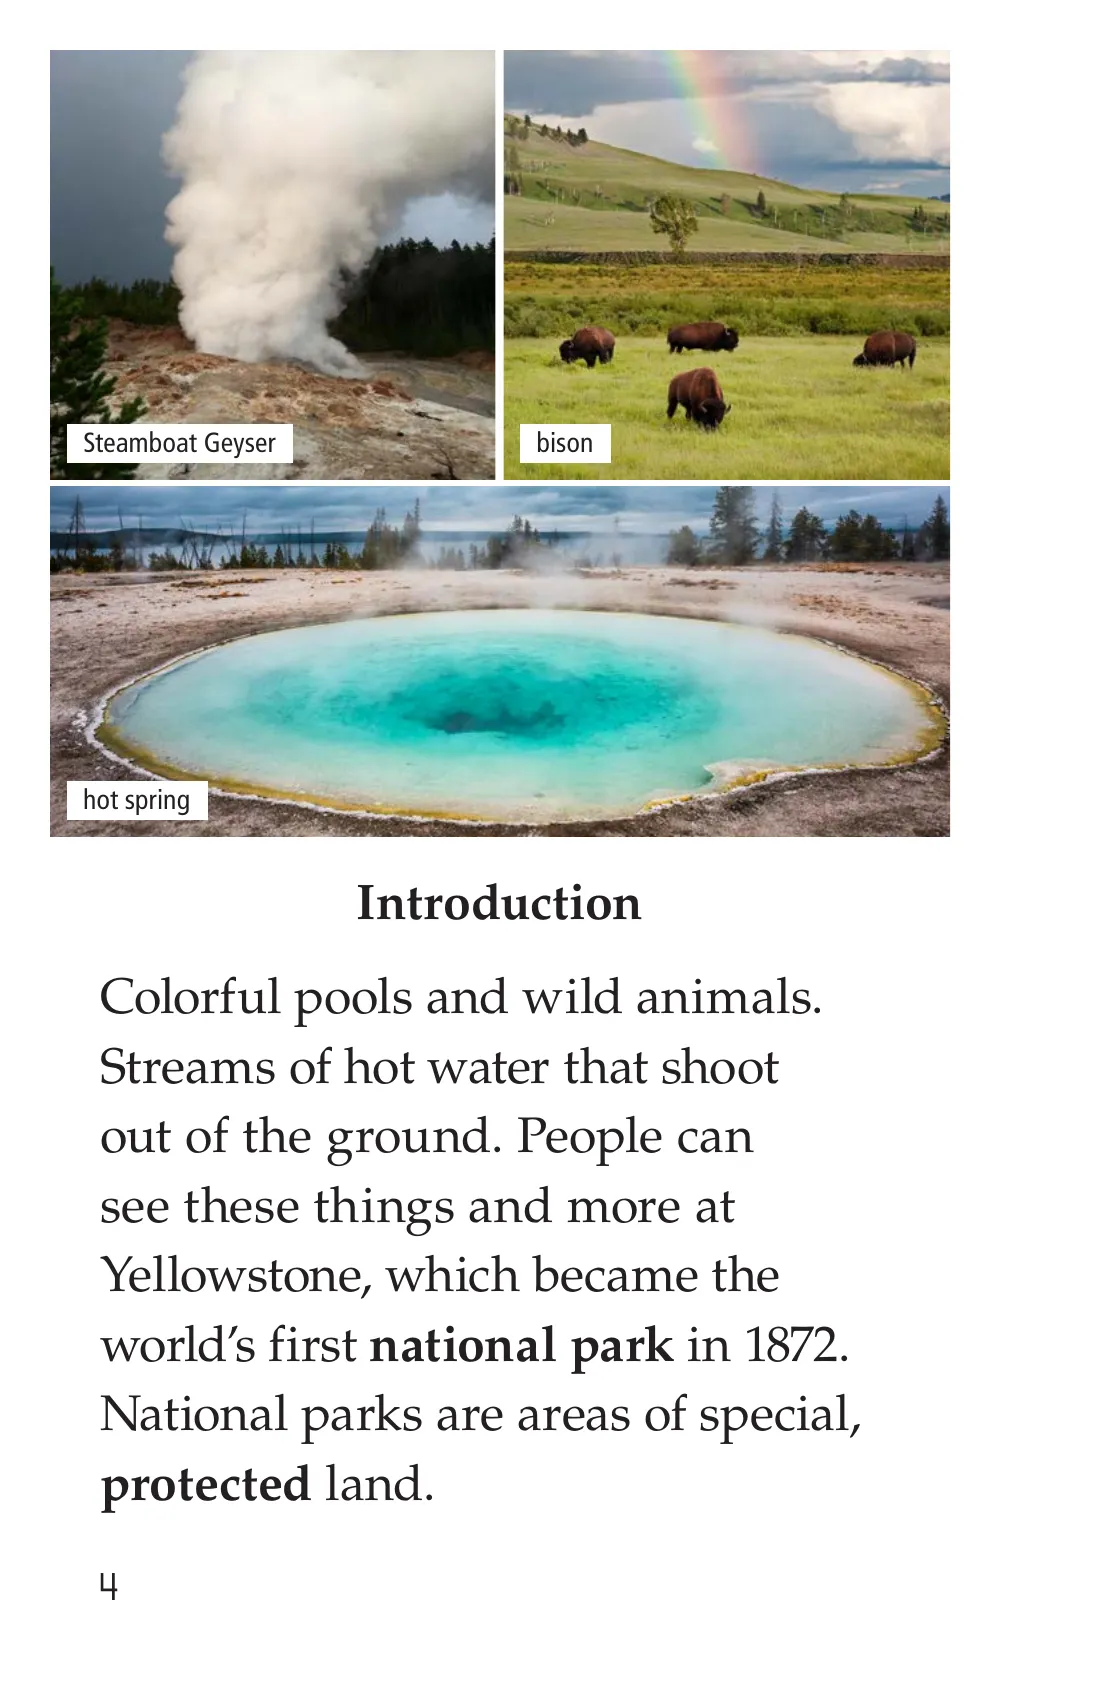 Steamboat Geyser
bison
hot spring
Introduction
Colorful pools and wild animals.
Streams of hot water that shoot
out of the ground. People can
see these things and more at
Yellowstone, which became the
world’s first national park in 1872.
National parks are areas of special,
protected land.
4